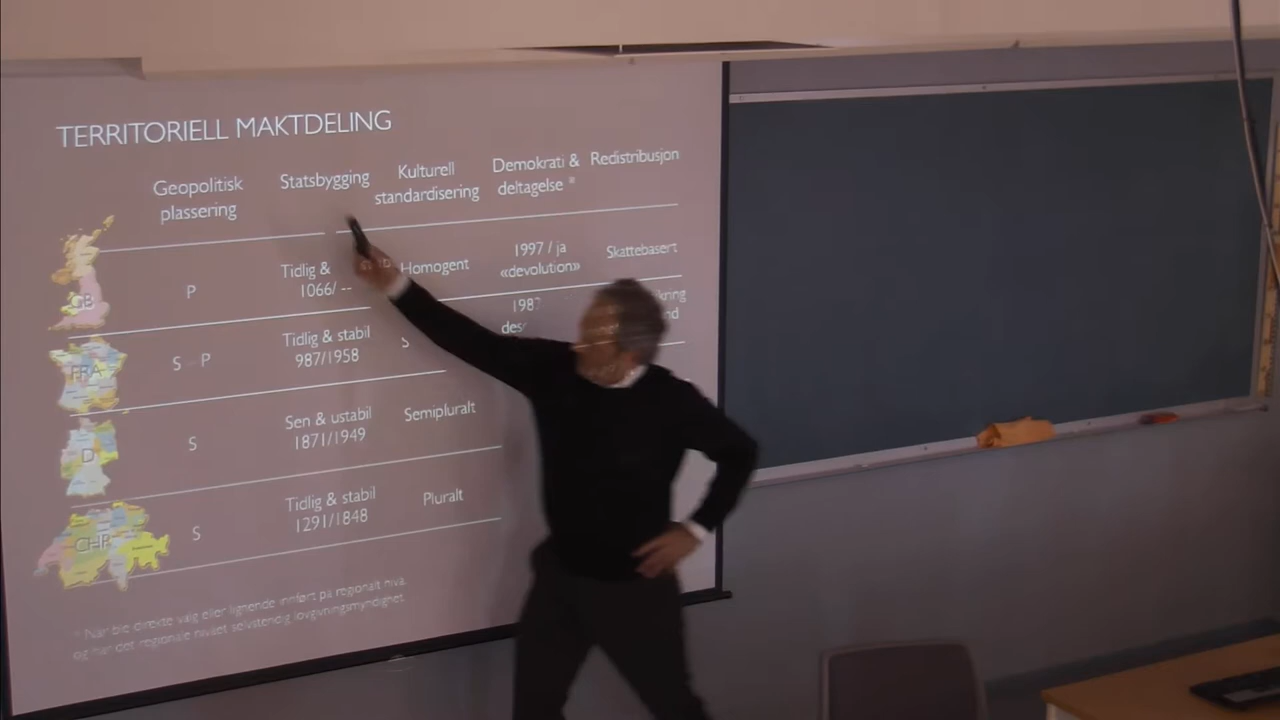 TERRITORIELL MAKTDELING
Geopolitisk
plassering
Statsbygging
Kulturell
standardisering
Demokrati &
deltagelse *
Redistribusjon
GB
P
Tidlig &
1066/ --
Homogent
1997 / ja
«devolution»
Skattebasert
FRA
S - P
Tidlig & stabil
987/1958
D
S
Sen & ustabil
1871/1949
Semipluralt
CHF
S
Tidlig & stabil
1291/1848
Pluralt
* Når ble direkte valg eller lignende innført på regionalt nivå
og har det regionale nivået selvstendig lovgivningsmyndighet